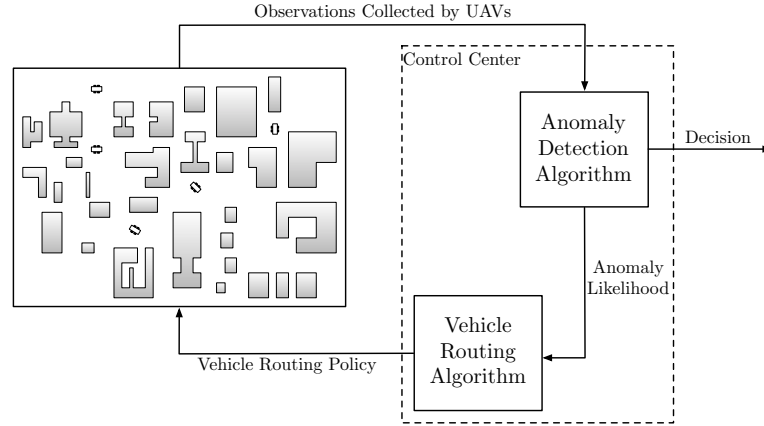 Observations Collected by UAVs
Control Center
Anomaly
Detection
Algorithm
Decision
Anomaly
Likelihood
Vehicle
Routing
Algorithm
Vehicle Routing Policy